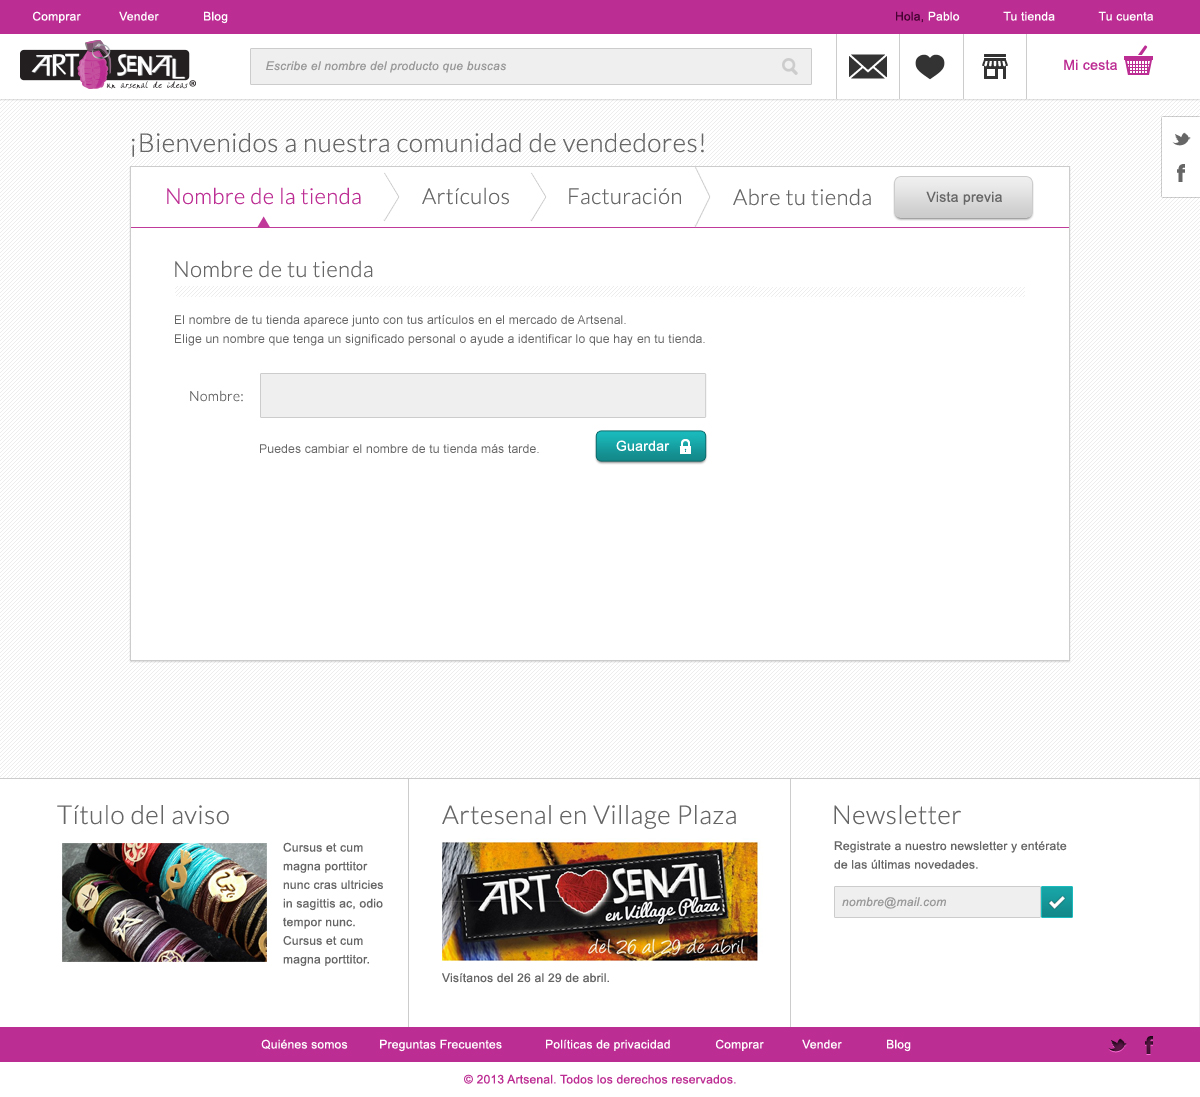 Comprar Vender Blog Hola, Pablo Tu tienda Tu cuenta
ART SENAL
un arsenal de ideas®
Escribe el nombre del producto que buscas
Mi cesta
¡Bienvenidos a nuestra comunidad de vendedores!
Nombre de la tienda Artículos Facturación Abre tu tienda Vista previa
Nombre de tu tienda
El nombre de tu tienda aparece junto con tus artículos en el mercado de Artsenal.
Elige un nombre que tenga un significado personal o ayude a identificar lo que hay en tu tienda.
Nombre:
Puedes cambiar el nombre de tu tienda más tarde.
Guardar
Título del aviso
Cursus et cum
magna porttitor
nunc cras ultricies
in sagittis ac, odio
tempor nunc.
Cursus et cum
magna porttitor.
Artesenal en Village Plaza
ART SENAL
en Village Plaza
del 26 al 29 de abril
Visítanos del 26 al 29 de abril.
Newsletter
Registrate a nuestro newsletter y entérate
de las últimas novedades.
nombre@mail.com
Quiénes somos Preguntas Frecuentes Políticas de privacidad Comprar Vender Blog
© 2013 Artsenal. Todos los derechos reservados.